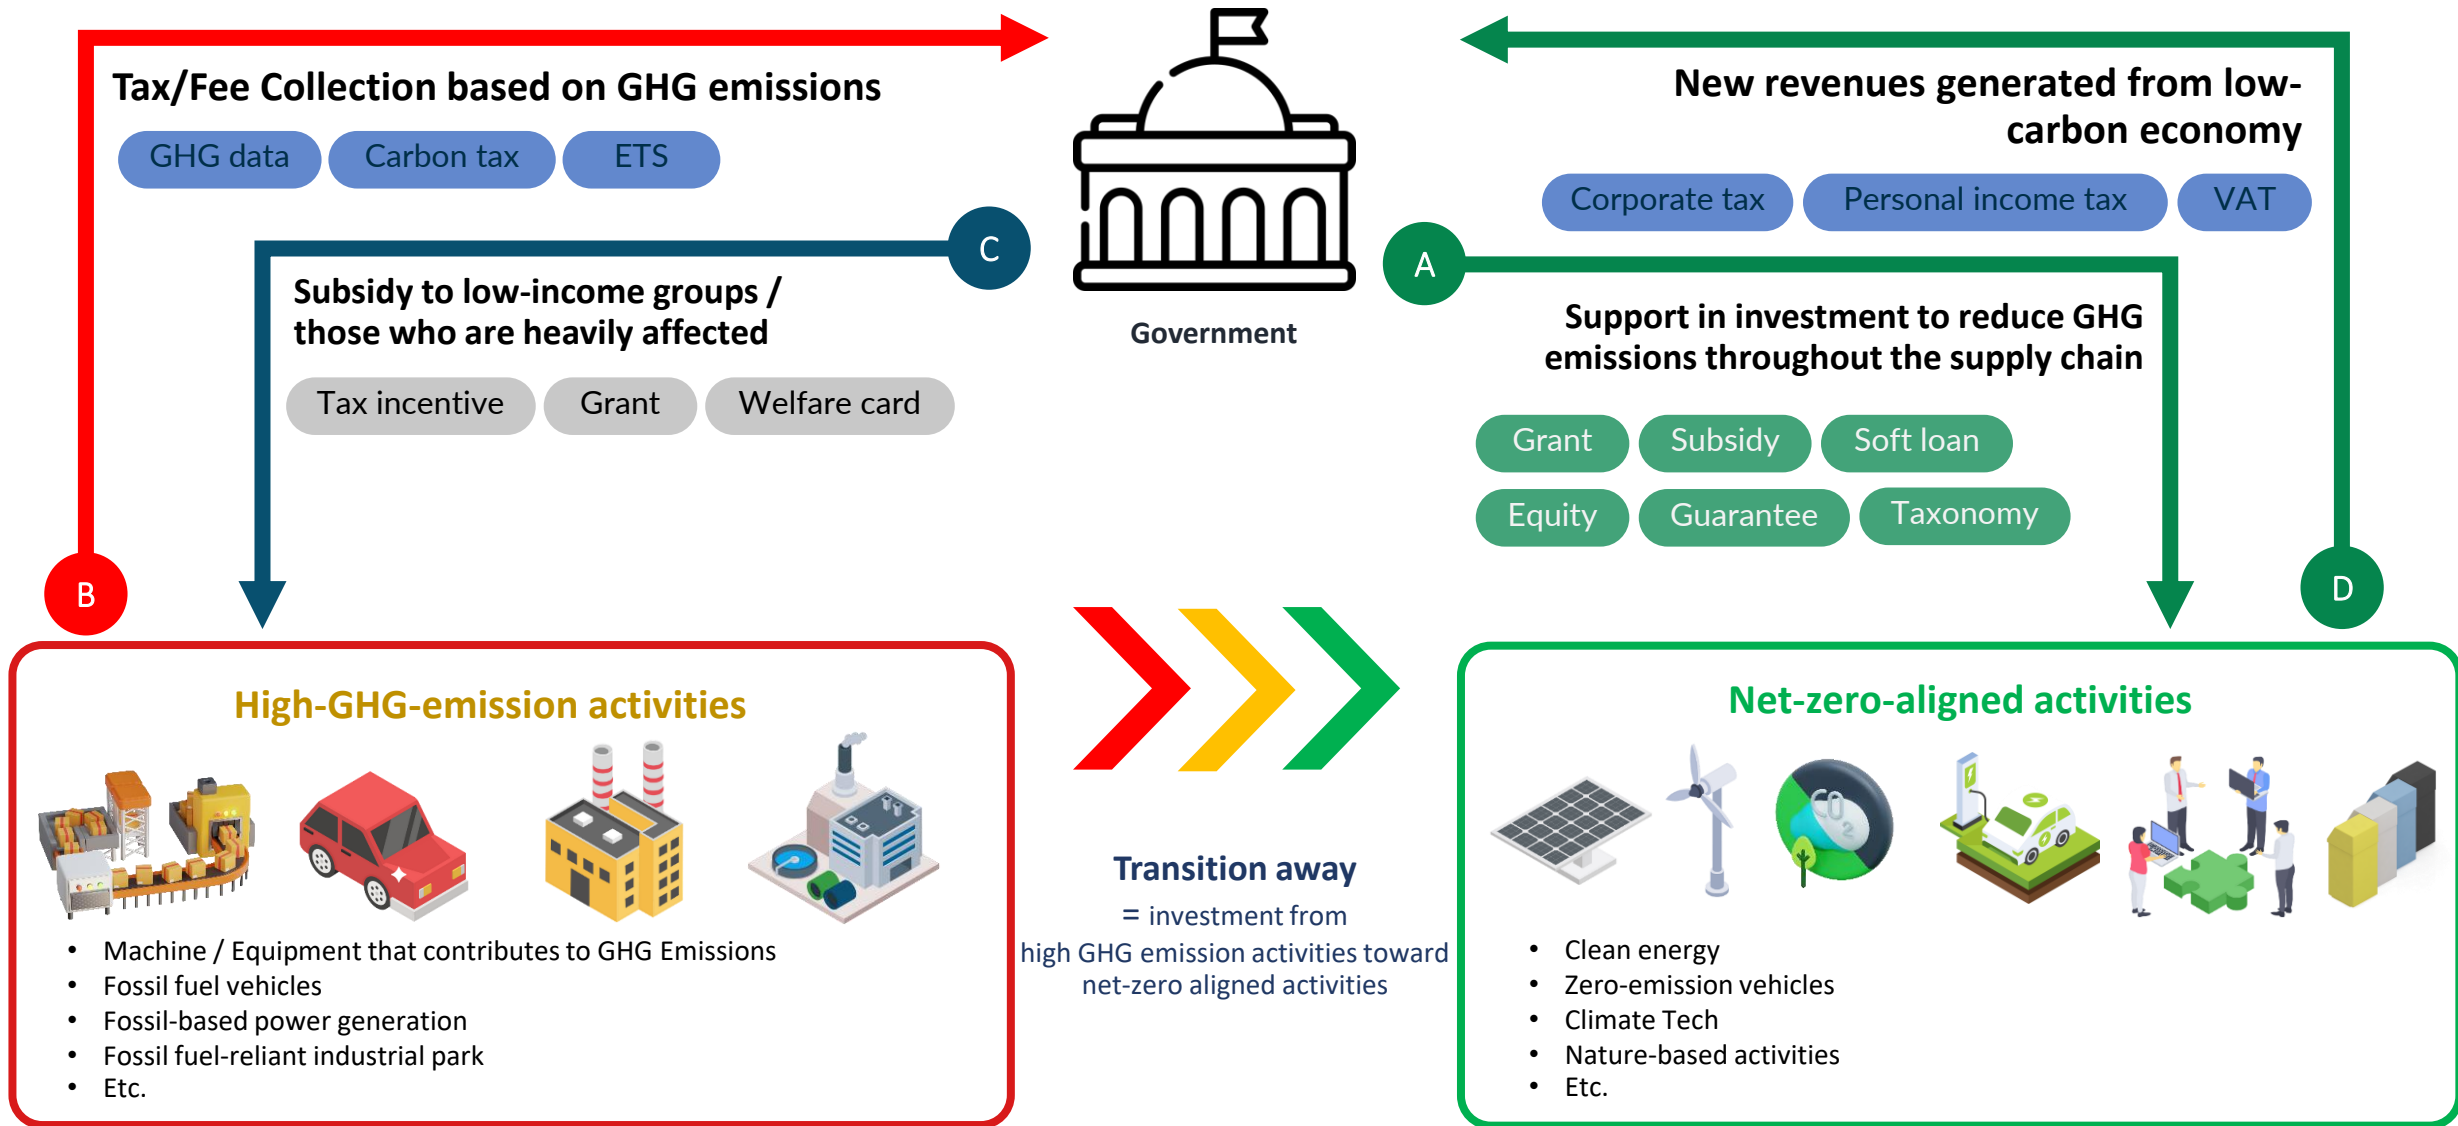 Tax/Fee Collection based on GHG emissions
GHG data
Carbon tax
ETS
C
Subsidy to low-income groups /
those who are heavily affected
Tax incentive
Grant
Welfare card
B
Government
New revenues generated from low-
carbon economy
Corporate tax
Personal income tax
VAT
A
Support in investment to reduce GHG
emissions throughout the supply chain
Grant
Subsidy
Soft loan
Equity
Guarantee
Taxonomy
D
High-GHG-emission activities
• Machine / Equipment that contributes to GHG Emissions
• Fossil fuel vehicles
• Fossil-based power generation
• Fossil fuel-reliant industrial park
• Etc.
Transition away
= investment from
high GHG emission activities toward
net-zero aligned activities
Net-zero-aligned activities
CO2
• Clean energy
• Zero-emission vehicles
• Climate Tech
• Nature-based activities
• Etc.